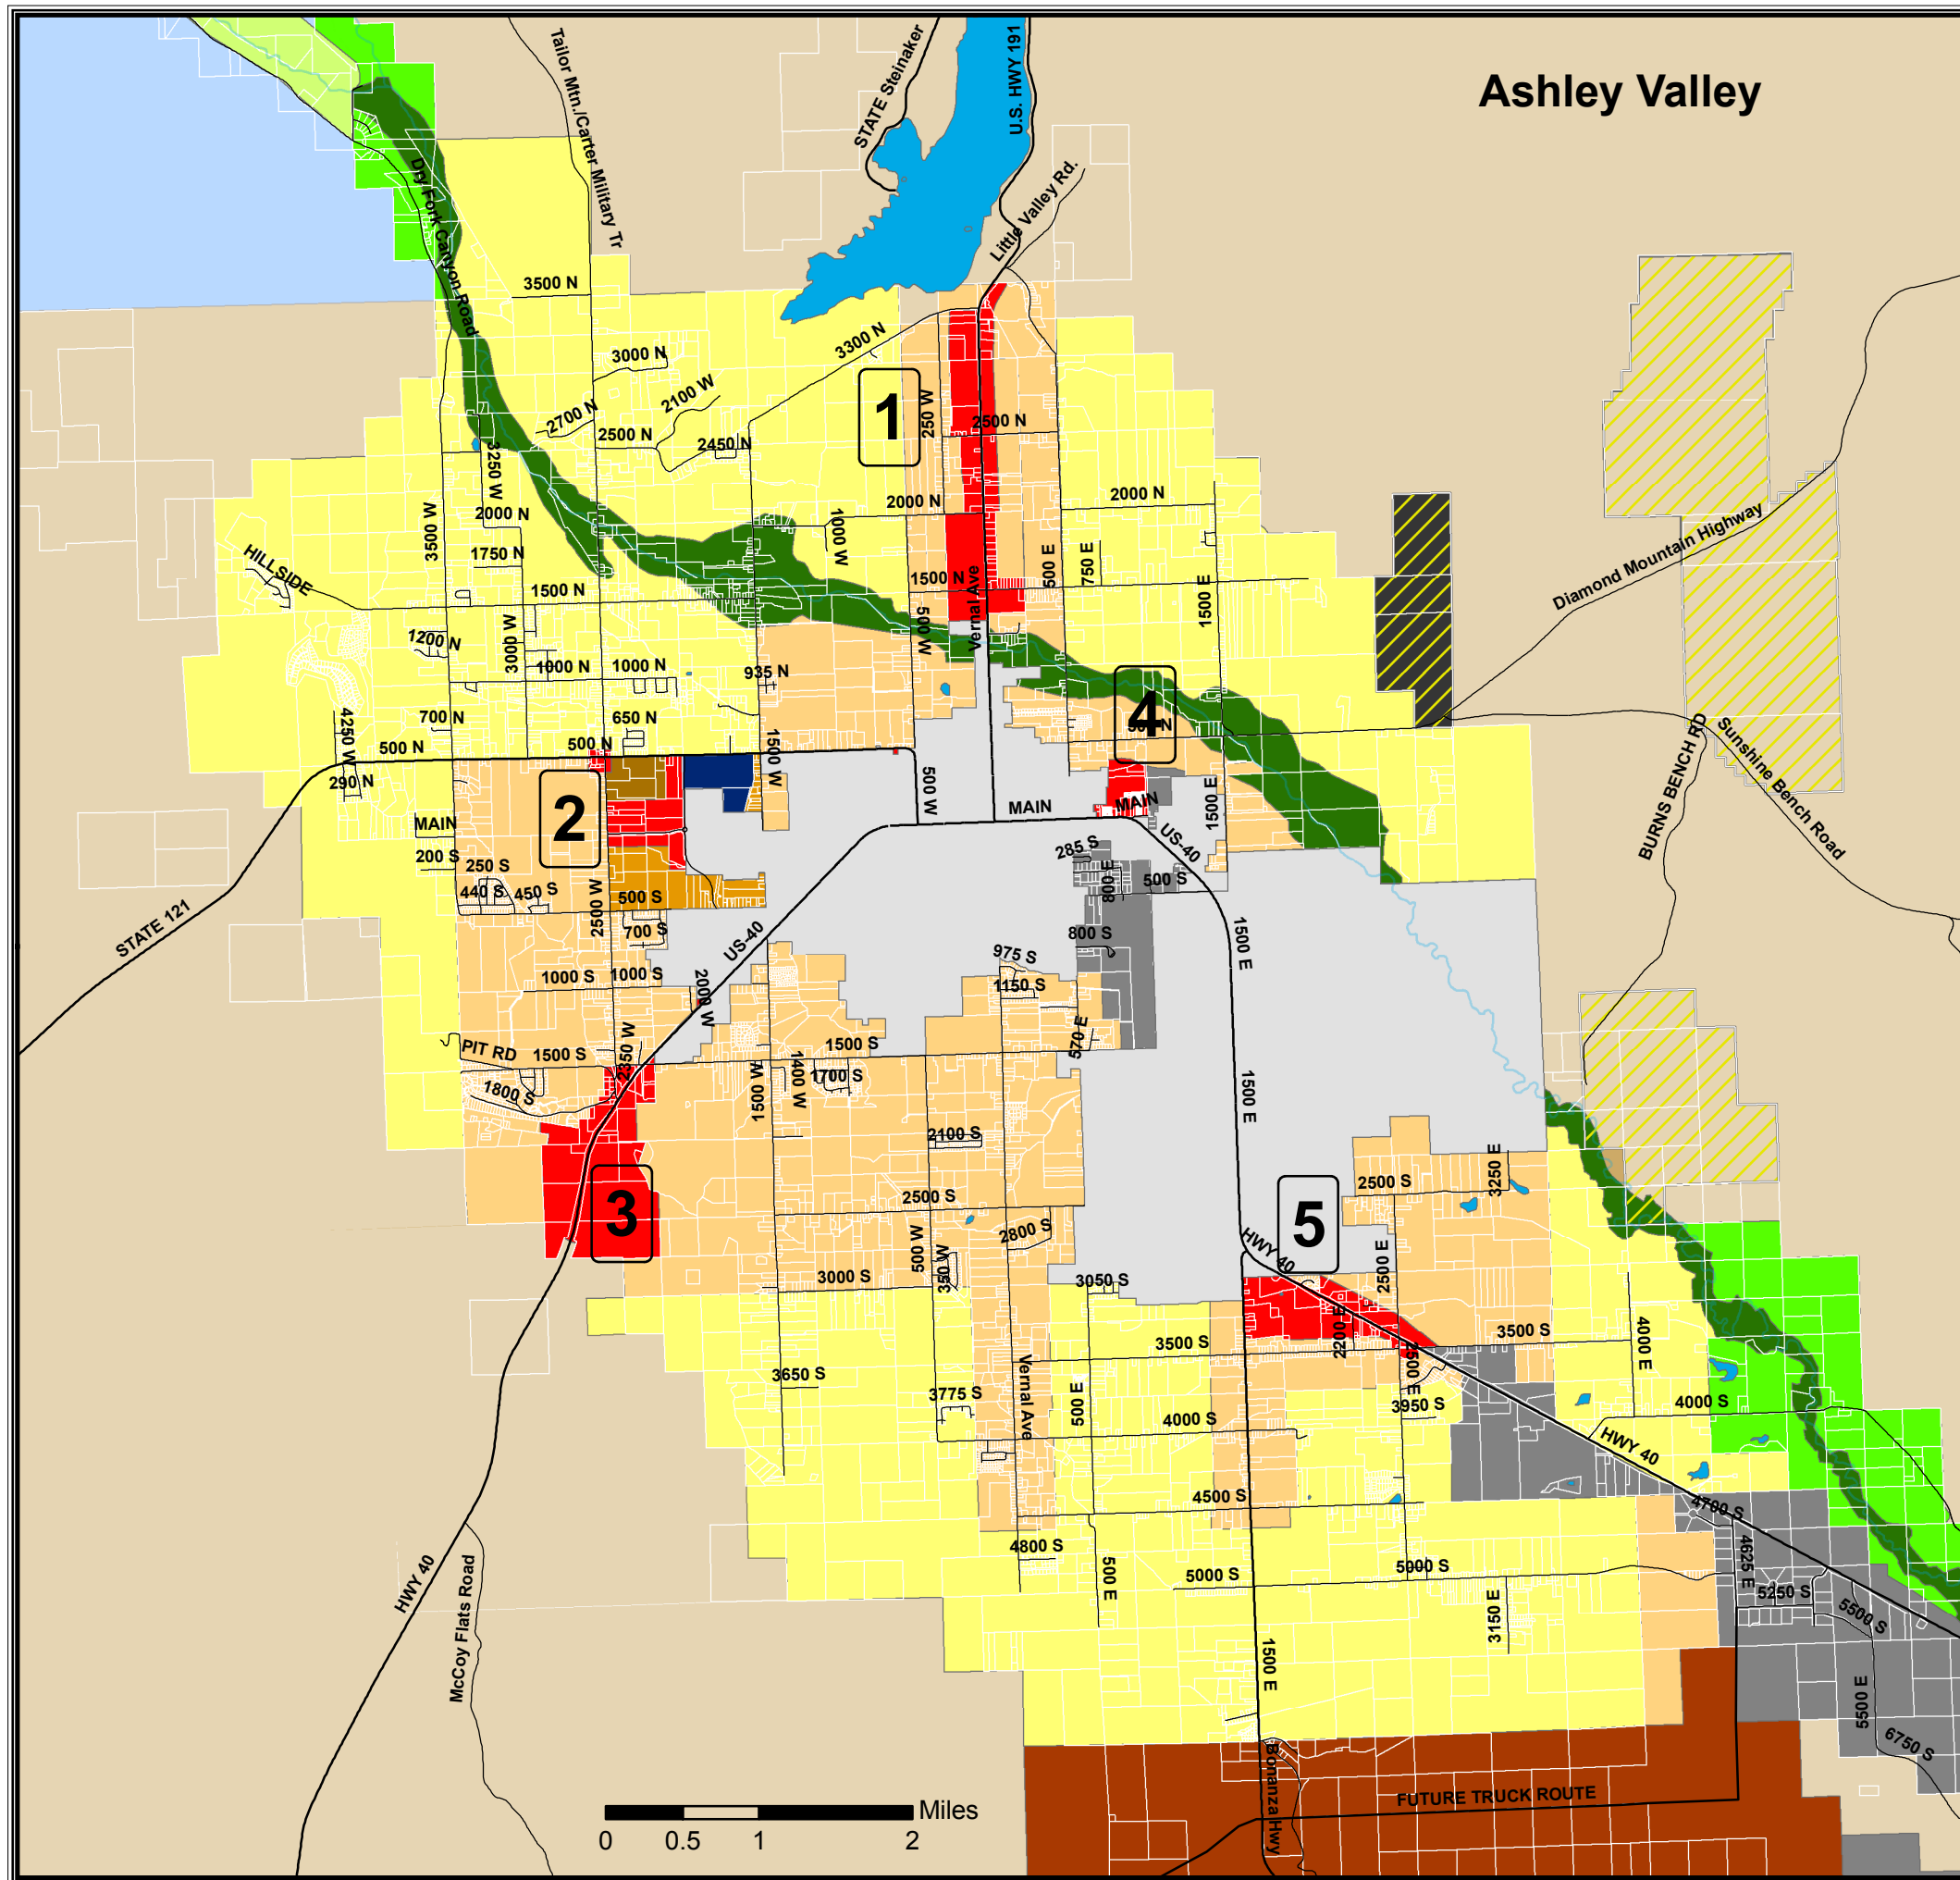 Ashley Valley
Tailor Mtn./Carter Military Tr
STATE Steinaker
U.S. HWY 191
Little Valley Rd.
Dry Fork Canyon Road
3500 N
3300 N
3000 N
2100 W
2700 N
2500 N
2450 N
1
250 W
2500 N
3250 W
2000 N
2000 N
2000 N
3500 W
1000 W
1750 N
HILLSIDE
1500 N
1500 N
500 E
750 E
1500 E
Vernal Ave
500 W
Diamond Mountain Highway
1200 N
3000 W
1000 N
1000 N
935 N
4
4250 W
700 N
650 N
500 N
500 N
1500 W
290 N
BURNS BENCH RD
Sunshine Bench Road
2
500 W
MAIN
MAIN
1500 E
US-40
MAIN
200 S
250 S
285 S
800 E
500 S
440 S
450 S
500 S
2500 W
STATE 121
700 S
US-40
800 S
1500 E
975 S
1000 S
1000 S
2000 W
1150 S
570 E
PIT RD
1500 S
2350 W
1500 S
1800 S
1500 W
1400 W
1700 S
1500 E
2100 S
3
2500 S
5
2500 S
3250 E
500 W
2800 S
350 W
HWY 40
2500 E
3000 S
3050 S
2200 E
3500 S
3500 S
4000 E
2500 E
3650 S
3775 S
Vernal Ave
500 E
4000 S
3950 S
4000 S
HWY 40
4500 S
4700 S
4800 S
500 E
5000 S
5000 S
4625 E
5250 S
5500 S
3150 E
HWY 40
McCoy Flats Road
1500 E
5500 E
6750 S
Bonanza Hwy
FUTURE TRUCK ROUTE
Miles
0 0.5 1 2